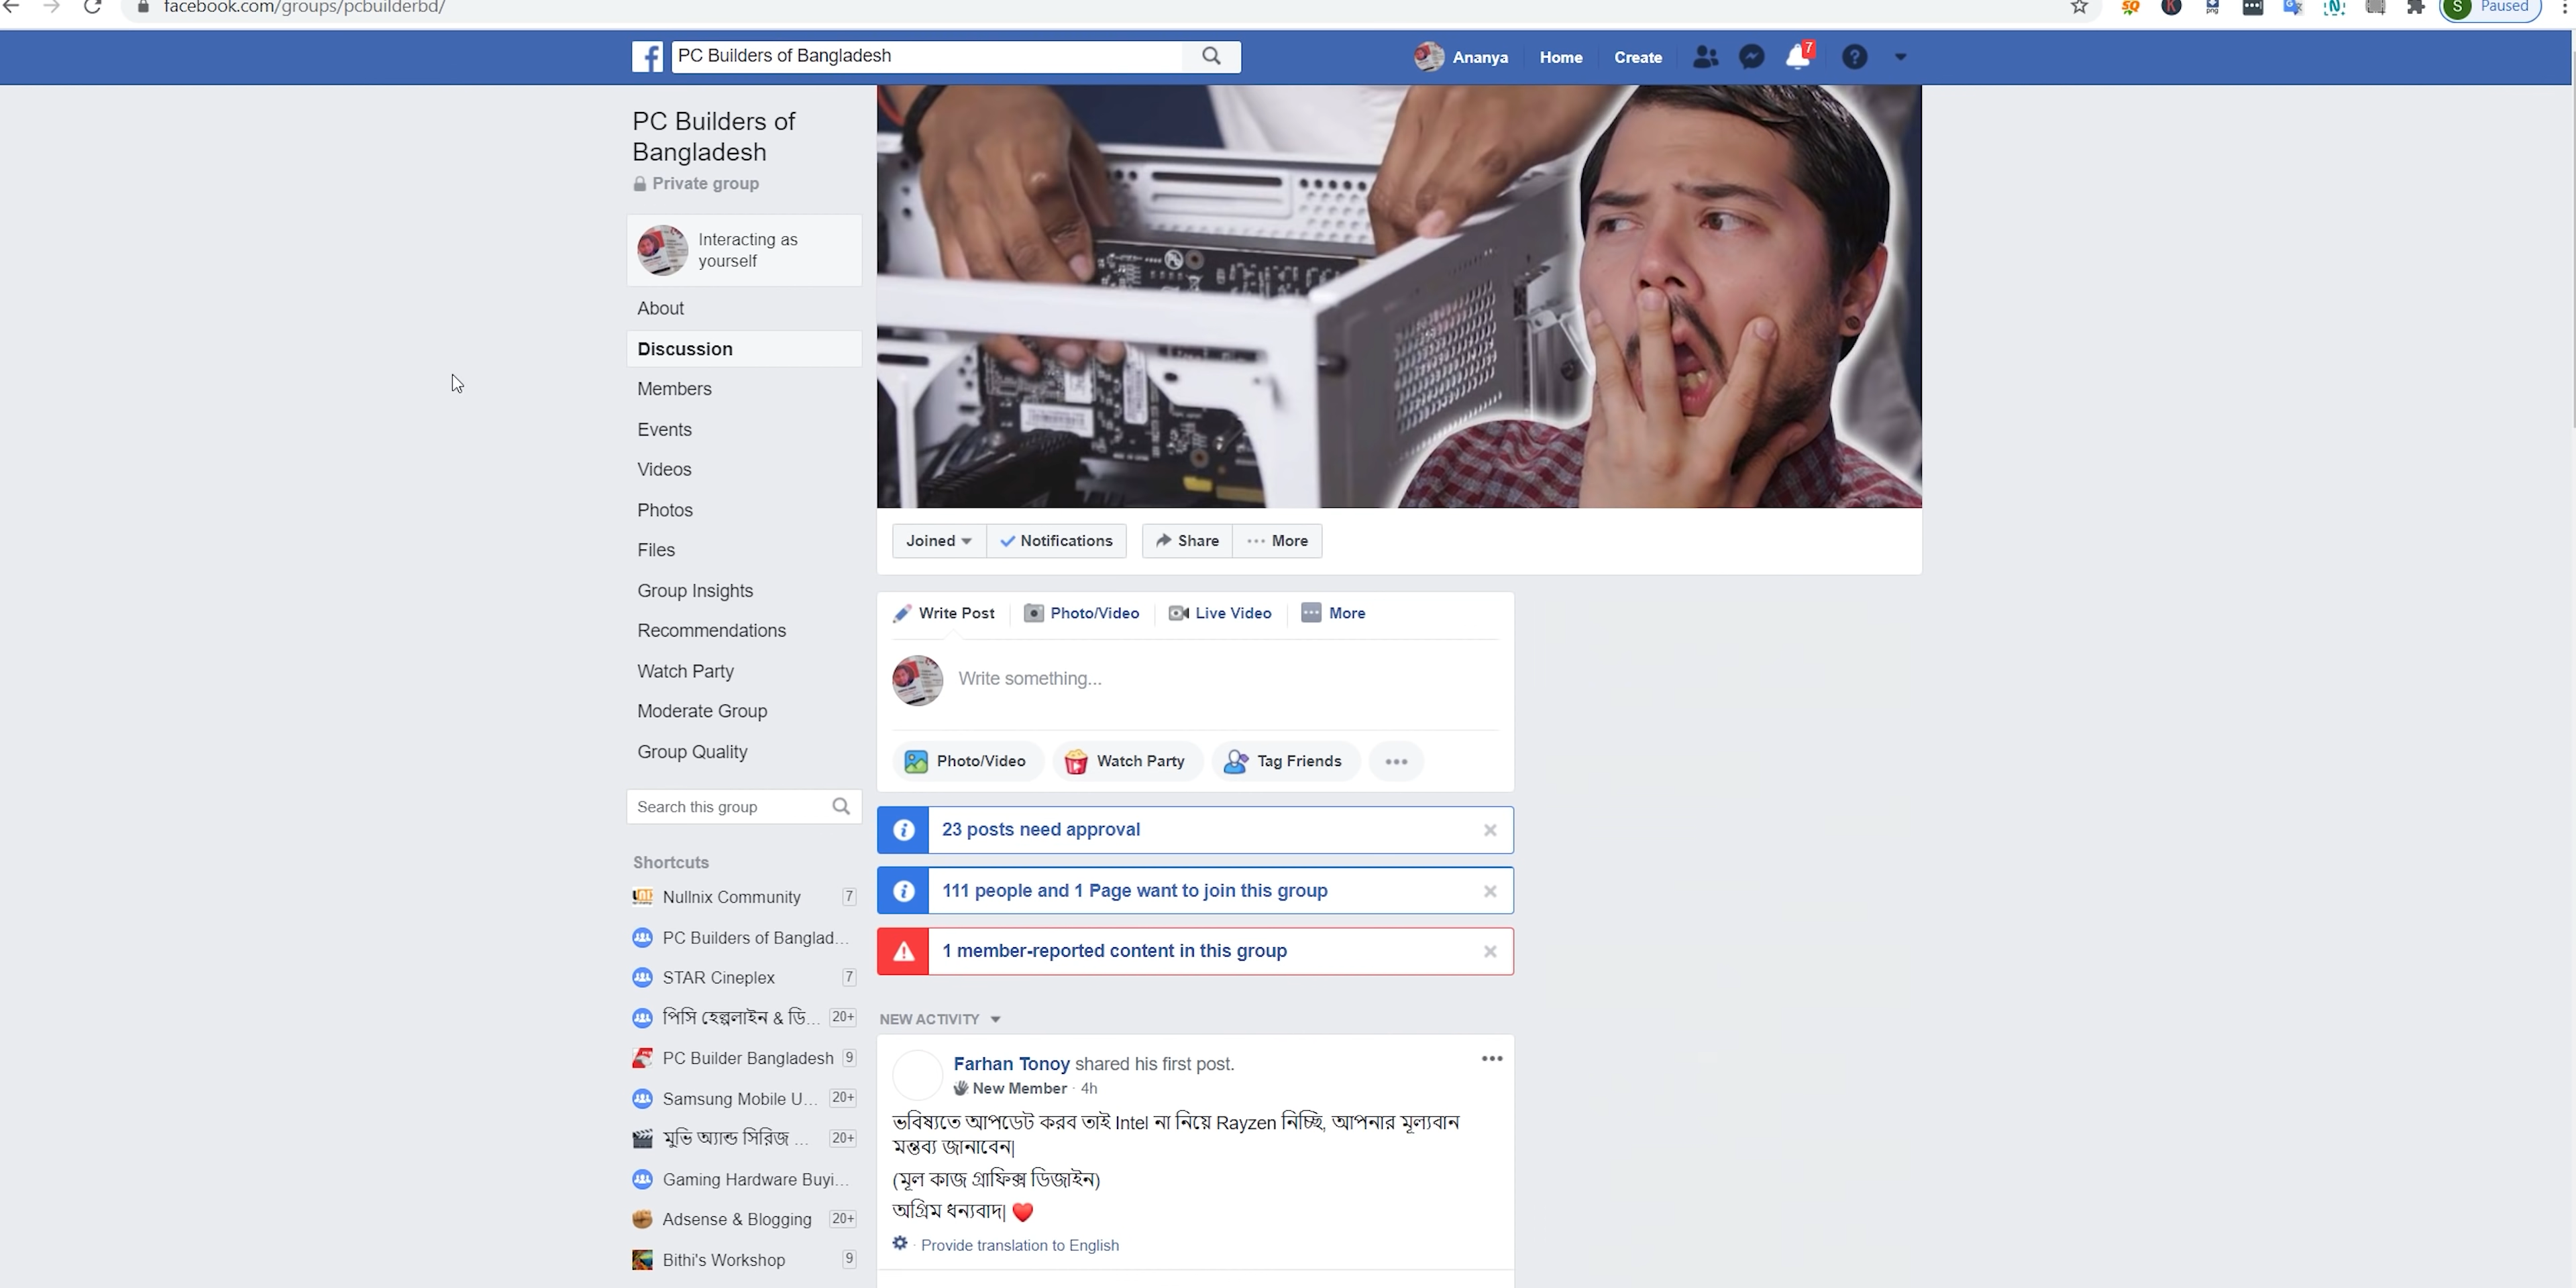 facebook.com/groups/pcbuilderbd/
S Paused
PC Builders of Bangladesh
Ananya
Home
Create
7
PC Builders of
Bangladesh
Private group
Interacting as
yourself
About
Discussion
Members
Events
Videos
Photos
Files
Group Insights
Recommendations
Watch Party
Moderate Group
Group Quality
Search this group
Shortcuts
Nullnix Community 7
PC Builders of Banglad...
STAR Cineplex 7
পিসি হেল্পলাইন & ডি... 20+
PC Builder Bangladesh 9
Samsung Mobile U... 20+
মুভি অ্যান্ড সিরিজ ... 20+
Gaming Hardware Buyi...
Adsense & Blogging 20+
Bithi's Workshop 9
Joined
Notifications
Share
More
Write Post
Photo/Video
Live Video
More
Write something...
Photo/Video
Watch Party
Tag Friends
23 posts need approval
111 people and 1 Page want to join this group
1 member-reported content in this group
NEW ACTIVITY
Farhan Tonoy shared his first post.
New Member · 4h
ভবিষ্যতে আপডেট করব তাই Intel না নিয়ে Rayzen নিচ্ছি, আপনার মূল্যবান
মন্তব্য জানাবেন|
(মূল কাজ গ্রাফিক্স ডিজাইন)
অগ্রিম ধন্যবাদ| ❤️
· Provide translation to English